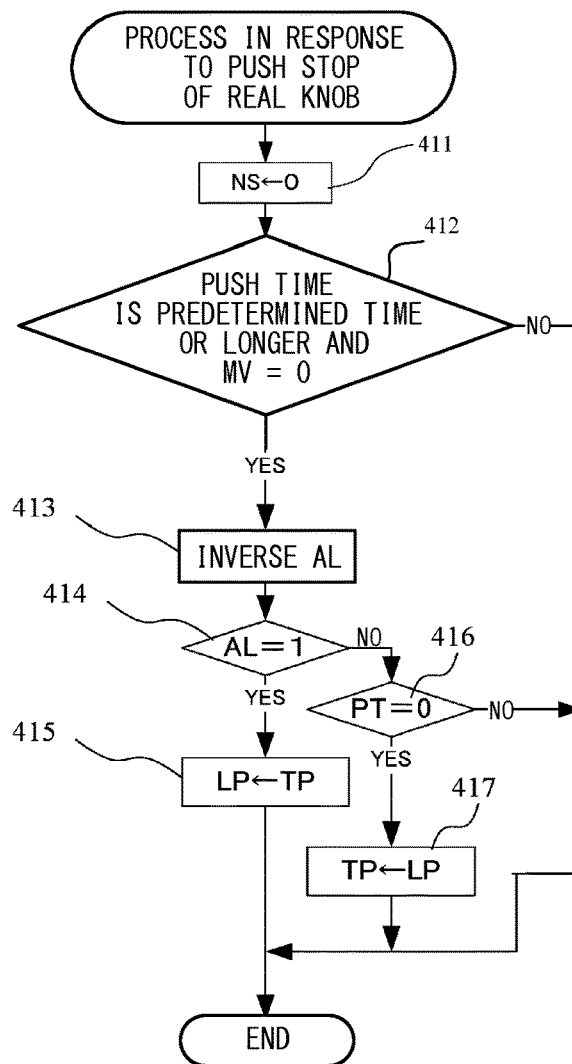 PROCESS IN RESPONSE
TO PUSH STOP
OF REAL KNOB
411
NS←0
412
PUSH TIME
IS PREDETERMINED TIME
OR LONGER AND
MV = 0
NO
YES
413
INVERSE AL
414
AL=1
NO
416
YES
PT=0
NO
415
YES
LP←TP
417
TP←LP
END